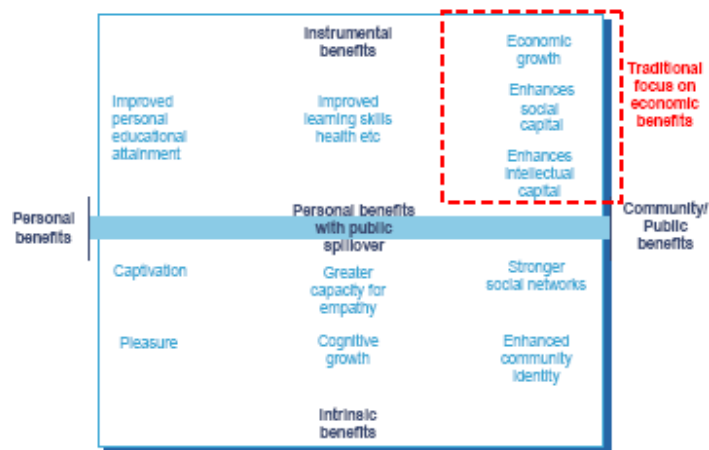 Instrumental
benefits
Economic
growth
Traditional
focus on
economic
benefits
Improved
personal
educational
attainment
Improved
learning skills
health etc
Enhances
social
capital
Enhances
intellectual
capital
Personal
benefits
Personal benefits
with public
spillover
Community/
Public
benefits
Captivation
Greater
capacity for
empathy
Stronger
social networks
Pleasure
Cognitive
growth
Enhanced
community
identity
Intrinsic
benefits